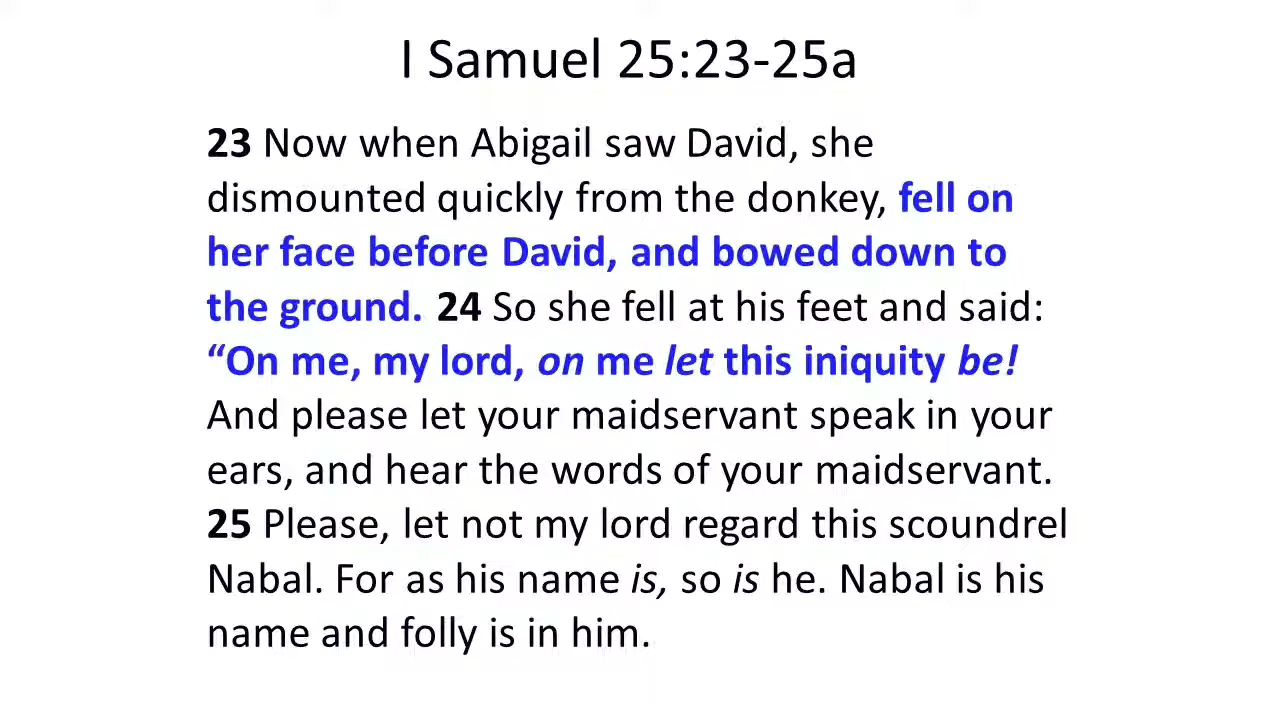 I Samuel 25:23-25a
23 Now when Abigail saw David, she
dismounted quickly from the donkey, fell on
her face before David, and bowed down to
the ground. 24 So she fell at his feet and said:
“On me, my lord, on me let this iniquity be!
And please let your maidservant speak in your
ears, and hear the words of your maidservant.
25 Please, let not my lord regard this scoundrel
Nabal. For as his name is, so is he. Nabal is his
name and folly is in him.